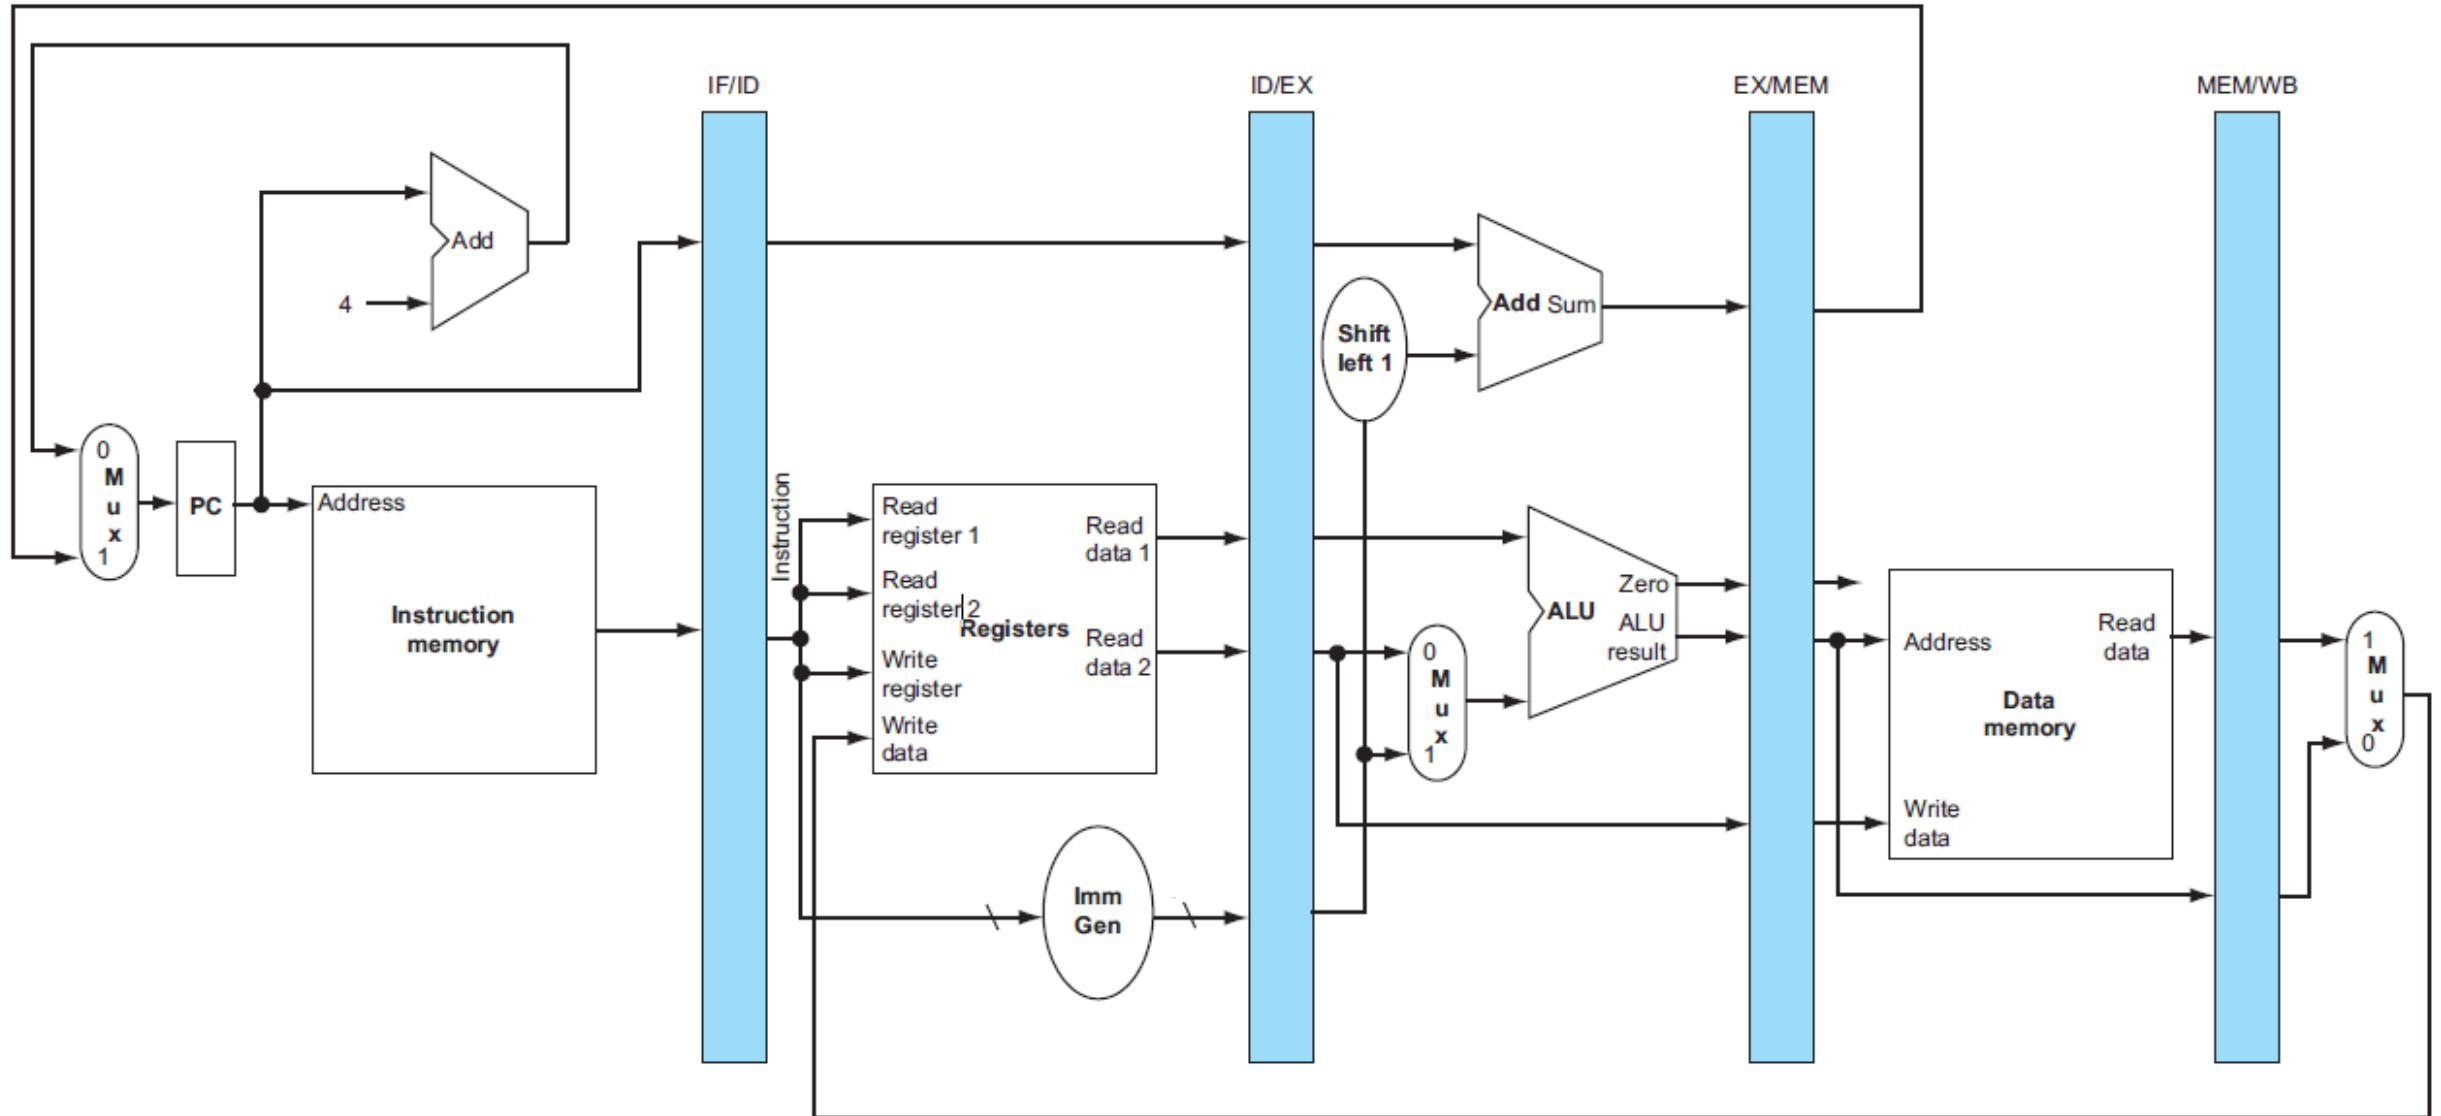 IF/ID
ID/EX
EX/MEM
MEM/WB
Add
4
Shift
left 1
Add Sum
0
M
u
x
1
PC
Address
Instruction
memory
Instruction
Read
register 1
Read
register 2
Registers
Write
register
Write
data
Read
data 1
Read
data 2
Imm
Gen
0
M
u
x
1
Zero
ALU
ALU
result
Address
Read
data
Data
memory
Write
data
1
M
u
x
0